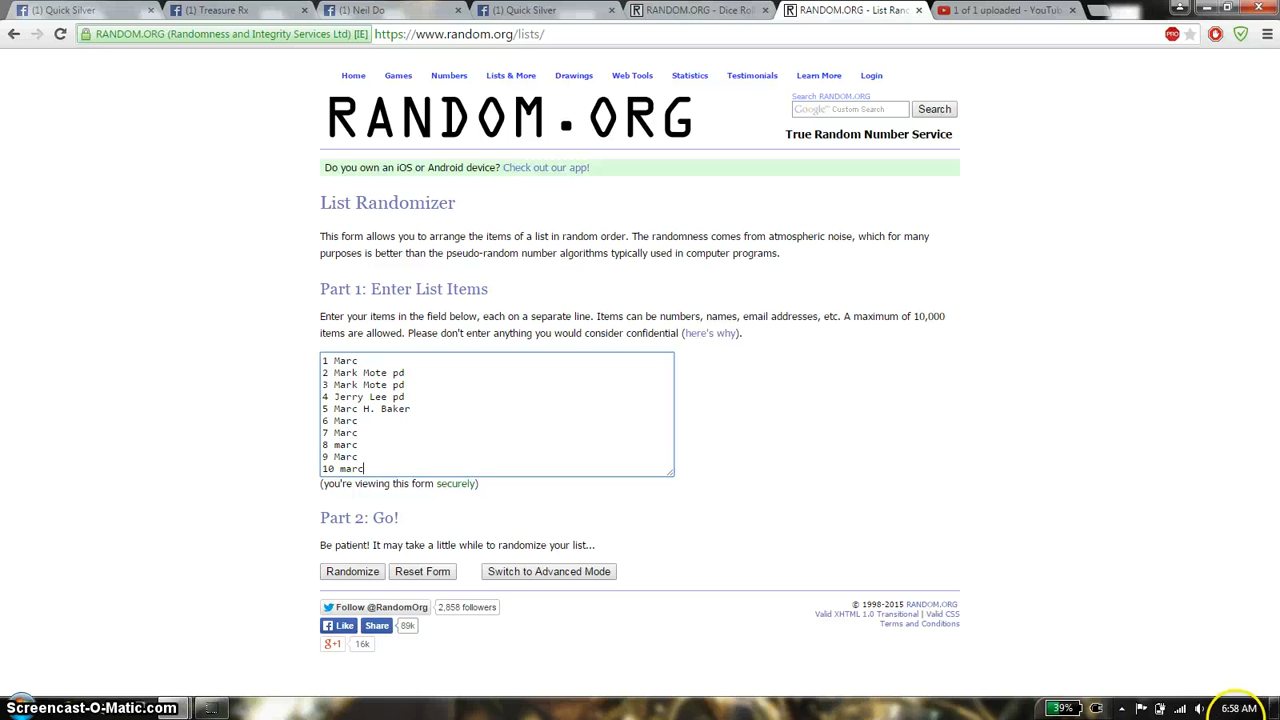 (1) Quick Silver
(1) Treasure Rx
(1) Neil Do
(1) Quick Silver
RANDOM.ORG - Dice Ro
RANDOM.ORG - List Ran
1 of 1 uploaded - YouTub
RANDOM.ORG (Randomness and Integrity Services Ltd) [IE]
https://www.random.org/lists/
PRO
Home Games Numbers Lists & More Drawings Web Tools Statistics Testimonials Learn More Login
RANDOM.ORG
Search RANDOM.ORG
Google™ Custom Search
Search
True Random Number Service
Do you own an iOS or Android device? Check out our app!
List Randomizer
This form allows you to arrange the items of a list in random order. The randomness comes from atmospheric noise, which for many
purposes is better than the pseudo-random number algorithms typically used in computer programs.
Part 1: Enter List Items
Enter your items in the field below, each on a separate line. Items can be numbers, names, email addresses, etc. A maximum of 10,000
items are allowed. Please don't enter anything you would consider confidential (here's why).
1 Marc
2 Mark Mote pd
3 Mark Mote pd
4 Jerry Lee pd
5 Marc H. Baker
6 Marc
7 Marc
8 marc
9 Marc
10 marc
(you're viewing this form securely)
Part 2: Go!
Be patient! It may take a little while to randomize your list...
Randomize Reset Form Switch to Advanced Mode
Follow @RandomOrg 2,858 followers
Like Share 89k
g+1 16k
© 1998-2015 RANDOM.ORG
Valid XHTML 1.0 Transitional | Valid CSS
Terms and Conditions
Screencast-O-Matic.com
39%
6:58 AM